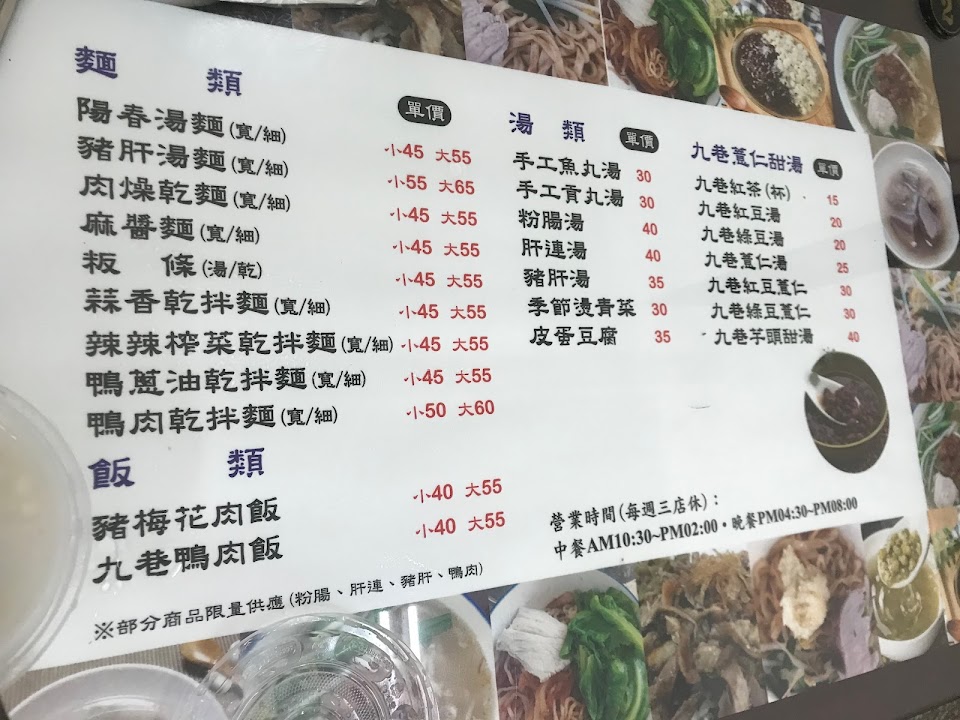 麵 類 單價
陽春湯麵(寬/細) 小45 大55
豬肝湯麵(寬/細) 小55 大65
肉燥乾麵(寬/細) 小45 大55
麻醬麵(寬/細) 小45 大55
板 條(湯/乾) 小45 大55
蒜香乾拌麵(寬/細) 小45 大55
辣辣榨菜乾拌麵(寬/細) 小45 大55
鴨蔥油乾拌麵(寬/細) 小45 大55
鴨肉乾拌麵(寬/細) 小50 大60
飯 類
豬梅花肉飯 小40 大55
九巷鴨肉飯 小40 大55
※部分商品限量供應(粉腸、肝連、豬肝、鴨肉)
湯 類 單價
手工魚丸湯 30
手工貢丸湯 30
粉腸湯 40
肝連湯 40
豬肝湯 35
季節燙青菜 30
皮蛋豆腐 35
九巷薏仁甜湯 單價
九巷紅茶(杯) 15
九巷紅豆湯 20
九巷綠豆湯 20
九巷薏仁湯 25
九巷紅豆薏仁 30
九巷綠豆薏仁 30
九巷芋頭甜湯 40
營業時間(每週三店休)：
中餐AM10:30~PM02:00・晚餐PM04:30~PM08:00